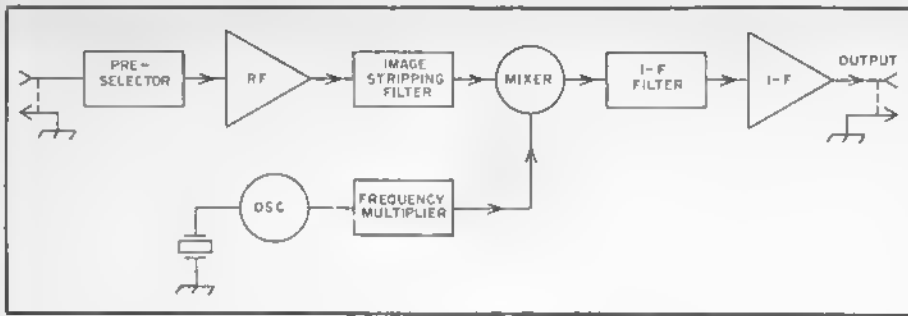 PRE-
SELECTOR
RF
IMAGE
STRIPPING
FILTER
MIXER
I-F
FILTER
I-F
OUTPUT
OSC
FREQUENCY
MULTIPLIER